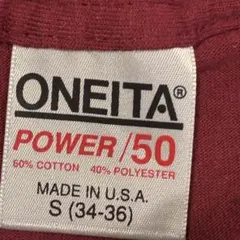 ONEITA®
POWER/50
60% COTTON 40% POLYESTER
MADE IN U.S.A.
S (34-36)